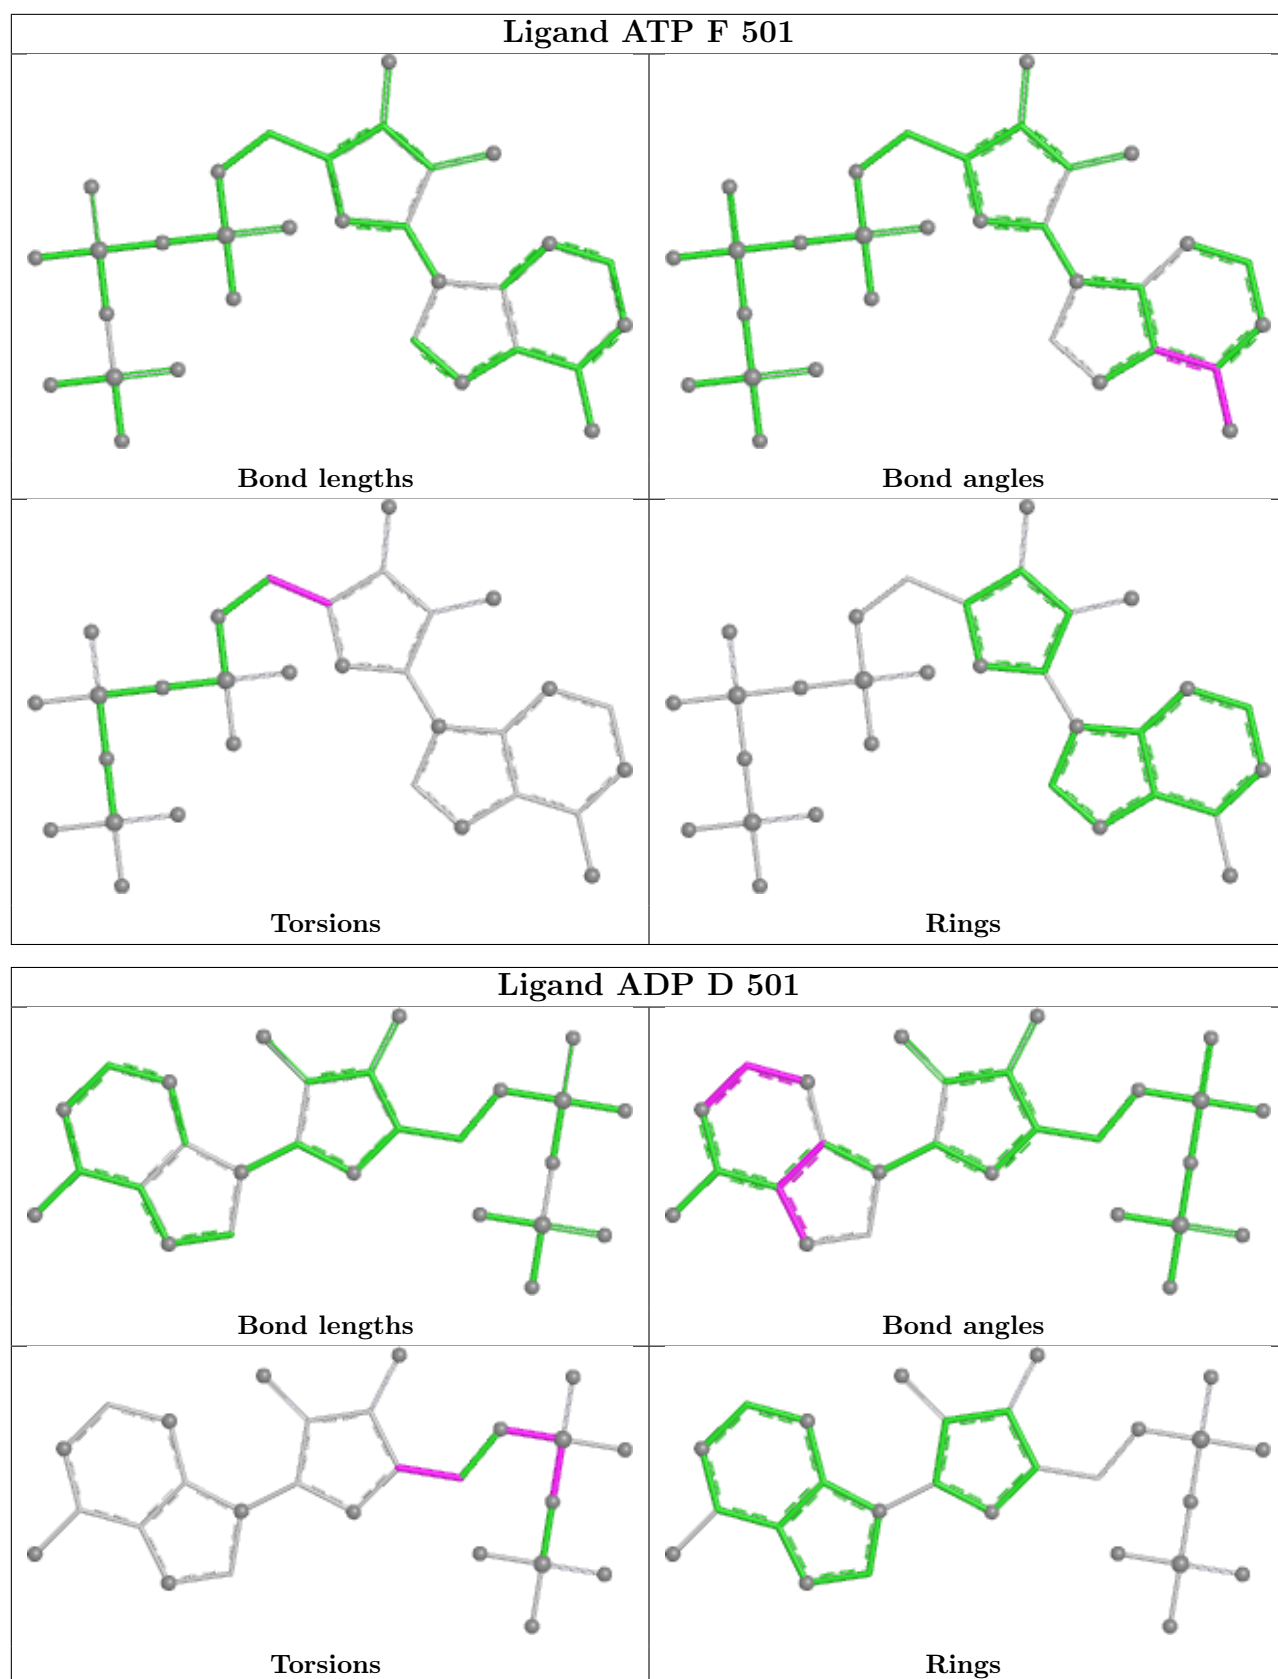 Ligand ATP F 501
Bond lengths
Bond angles
Torsions
Rings
Ligand ADP D 501
Bond lengths
Bond angles
Torsions
Rings